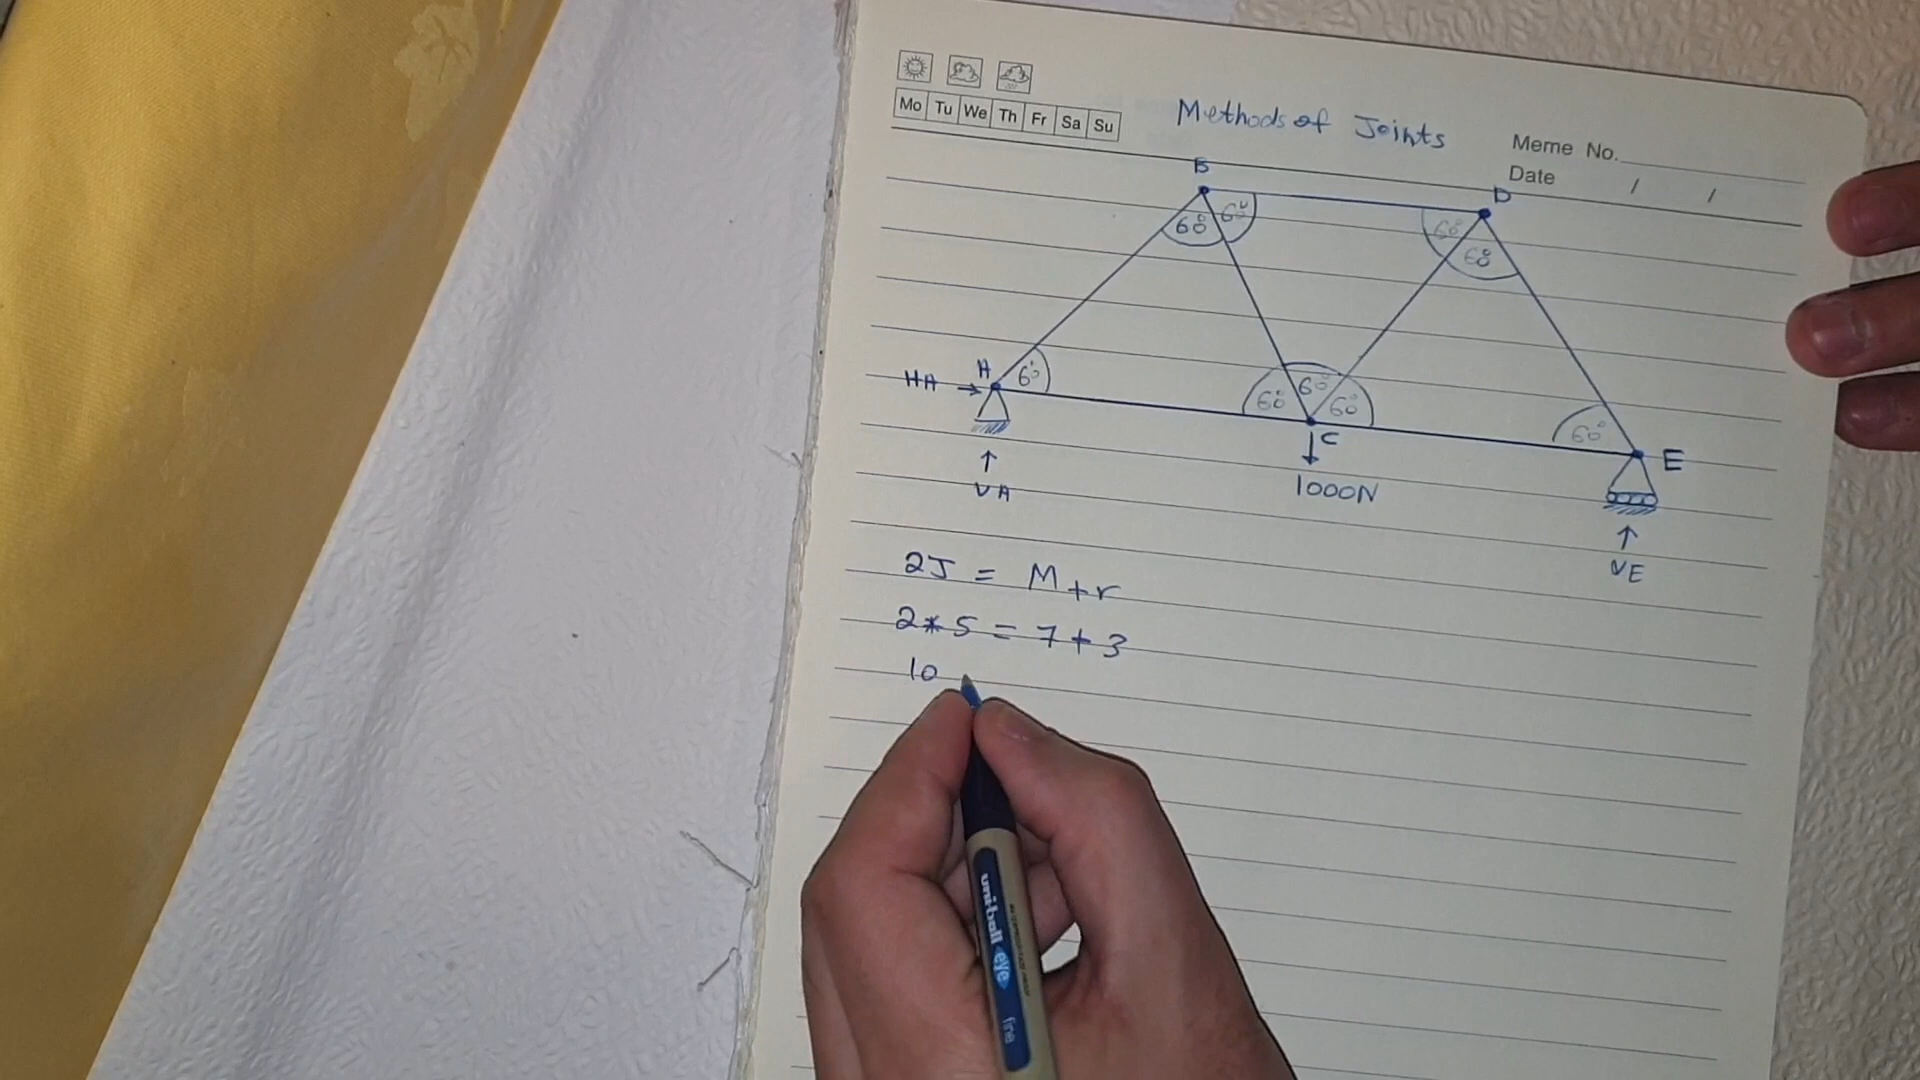 Mo Tu We Th Fr Sa Su
Methods of Joints
Meme No.
Date / /
B
D
60° 60°
60°
60°
HA
A
60°
60° 60° 60°
60°
C
E
1000N
VA
VE
2J = M+r
2*5 = 7+3
10
uniball eye fine